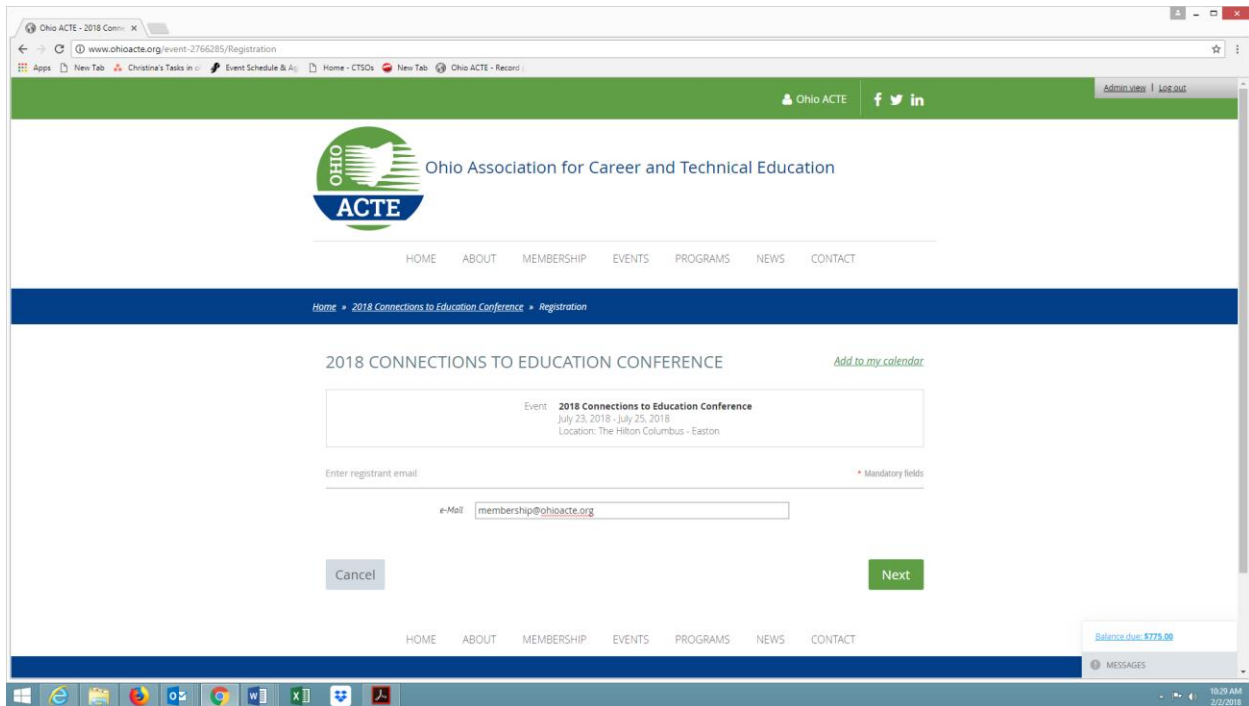 Ohio ACTE - 2018 Conne
www.ohioacte.org/event-2766285/Registration
Apps New Tab Christina's Tasks in o Event Schedule & Ag Home - CTSOs New Tab Ohio ACTE - Record
Ohio ACTE
Admin view | Log out
OHIO
ACTE
Ohio Association for Career and Technical Education
HOME ABOUT MEMBERSHIP EVENTS PROGRAMS NEWS CONTACT
Home » 2018 Connections to Education Conference » Registration
2018 CONNECTIONS TO EDUCATION CONFERENCE
Add to my calendar
Event 2018 Connections to Education Conference
July 23, 2018 - July 25, 2018
Location: The Hilton Columbus - Easton
Enter registrant email
* Mandatory fields
e-Mail membership@ohioacte.org
Cancel Next
HOME ABOUT MEMBERSHIP EVENTS PROGRAMS NEWS CONTACT
Balance due: $775.00
MESSAGES
10:29 AM
2/2/2018